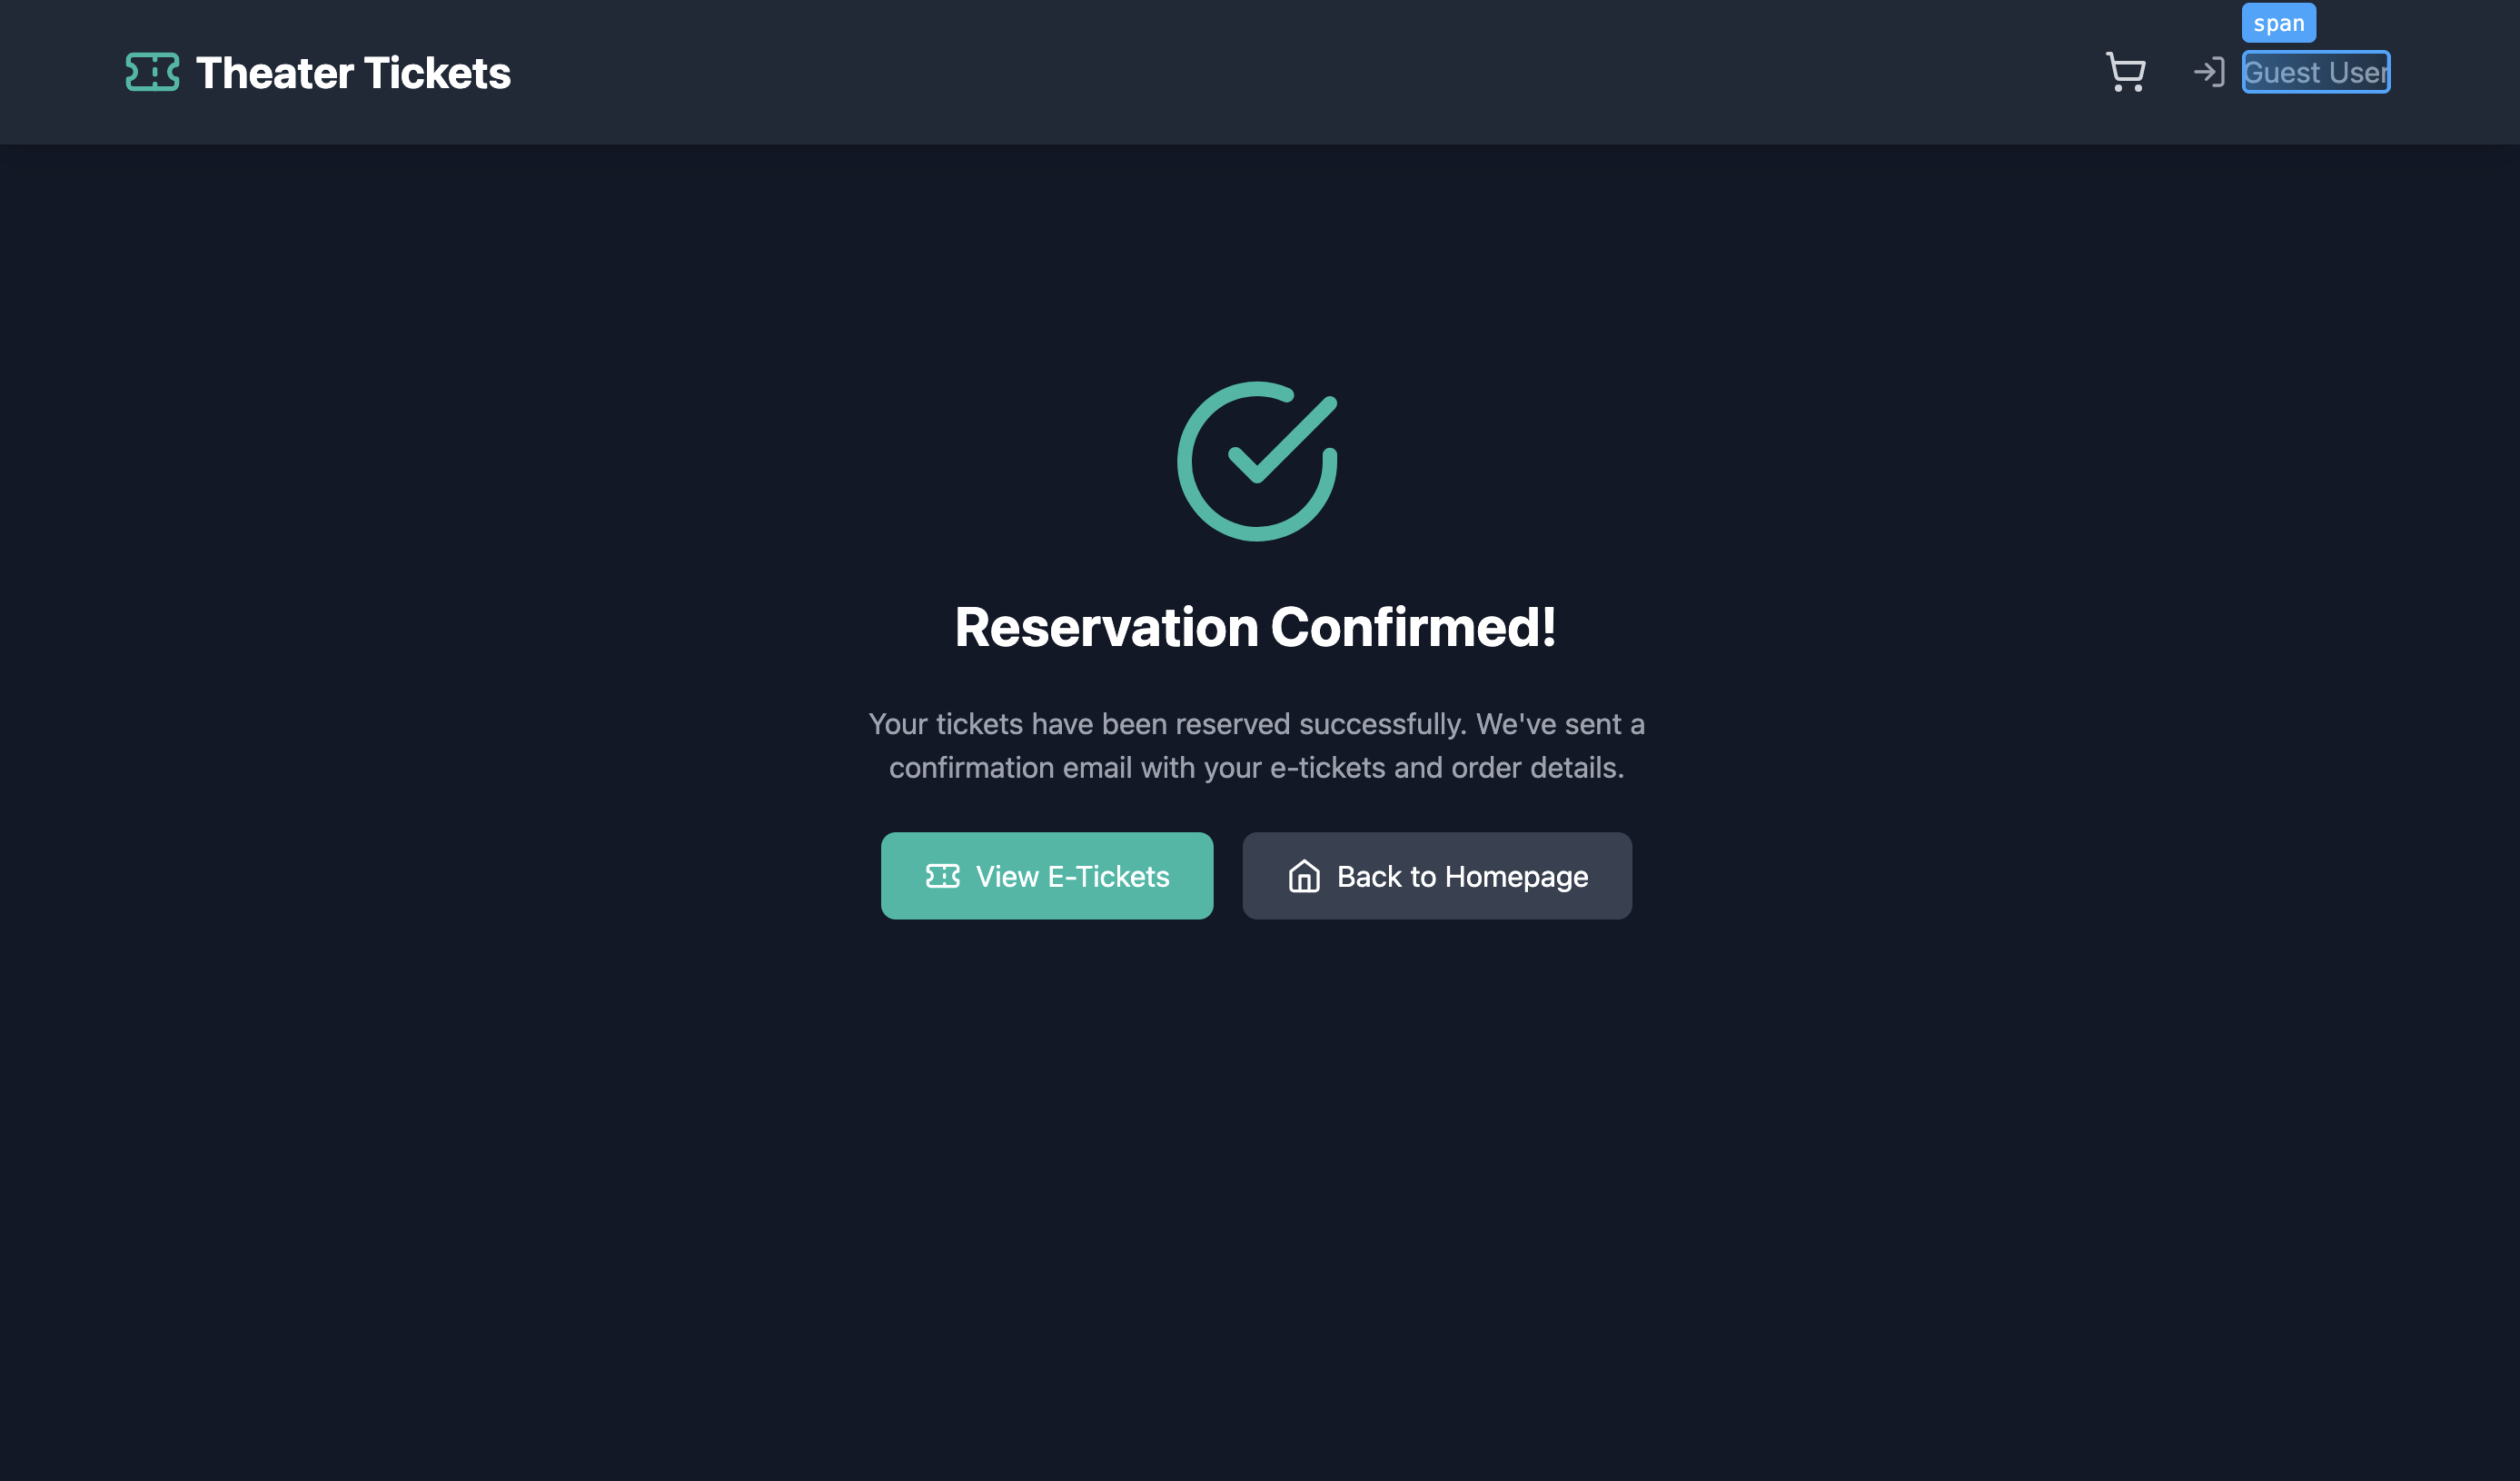 span
Theater Tickets
Guest User
Reservation Confirmed!
Your tickets have been reserved successfully. We've sent a
confirmation email with your e-tickets and order details.
View E-Tickets
Back to Homepage